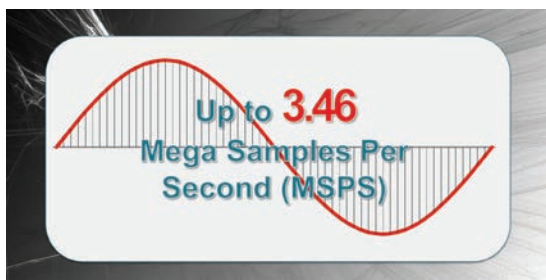 Up to 3.46
Mega Samples Per
Second (MSPS)